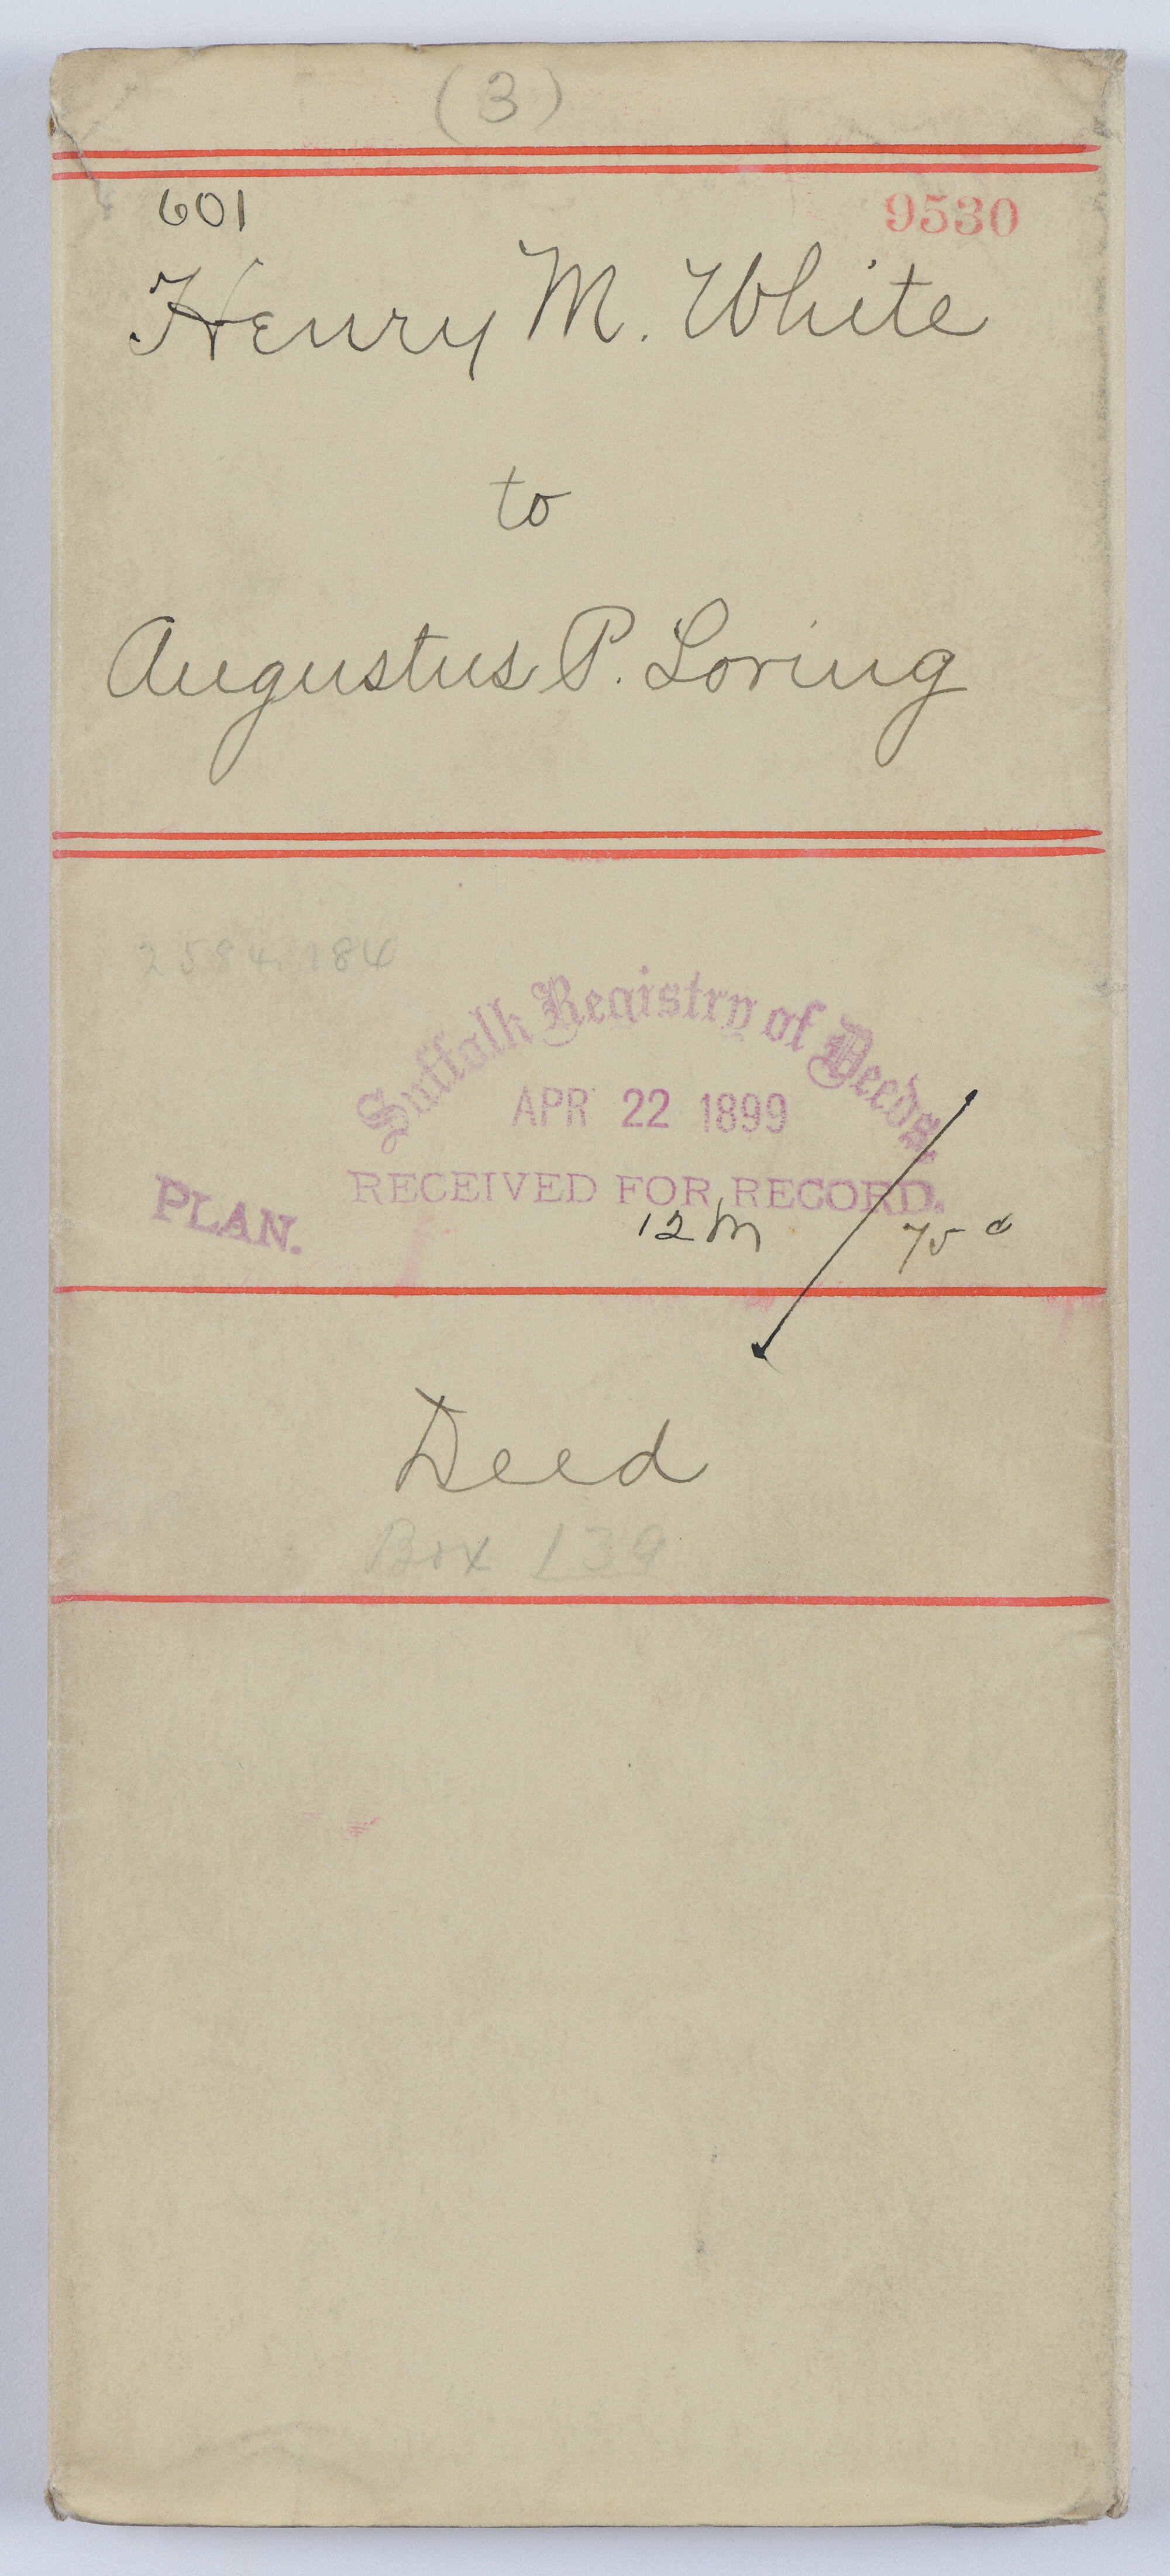 (3)
601 9530
Henry M. White
to
Augustus P. Loring
2584.184
Suffolk Registry of Deeds.
APR 22 1899
RECEIVED FOR RECORD.
PLAN.
12 M 75 c
Deed
Box 139